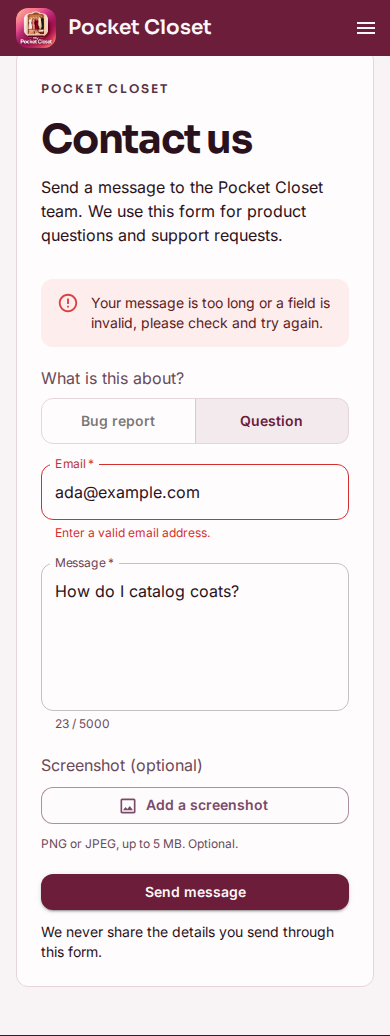 Pocket Closet
Pocket Closet
POCKET CLOSET
Contact us
Send a message to the Pocket Closet
team. We use this form for product
questions and support requests.
Your message is too long or a field is
invalid, please check and try again.
What is this about?
Bug report
Question
Email *
ada@example.com
Enter a valid email address.
Message *
How do I catalog coats?
23 / 5000
Screenshot (optional)
Add a screenshot
PNG or JPEG, up to 5 MB. Optional.
Send message
We never share the details you send through
this form.